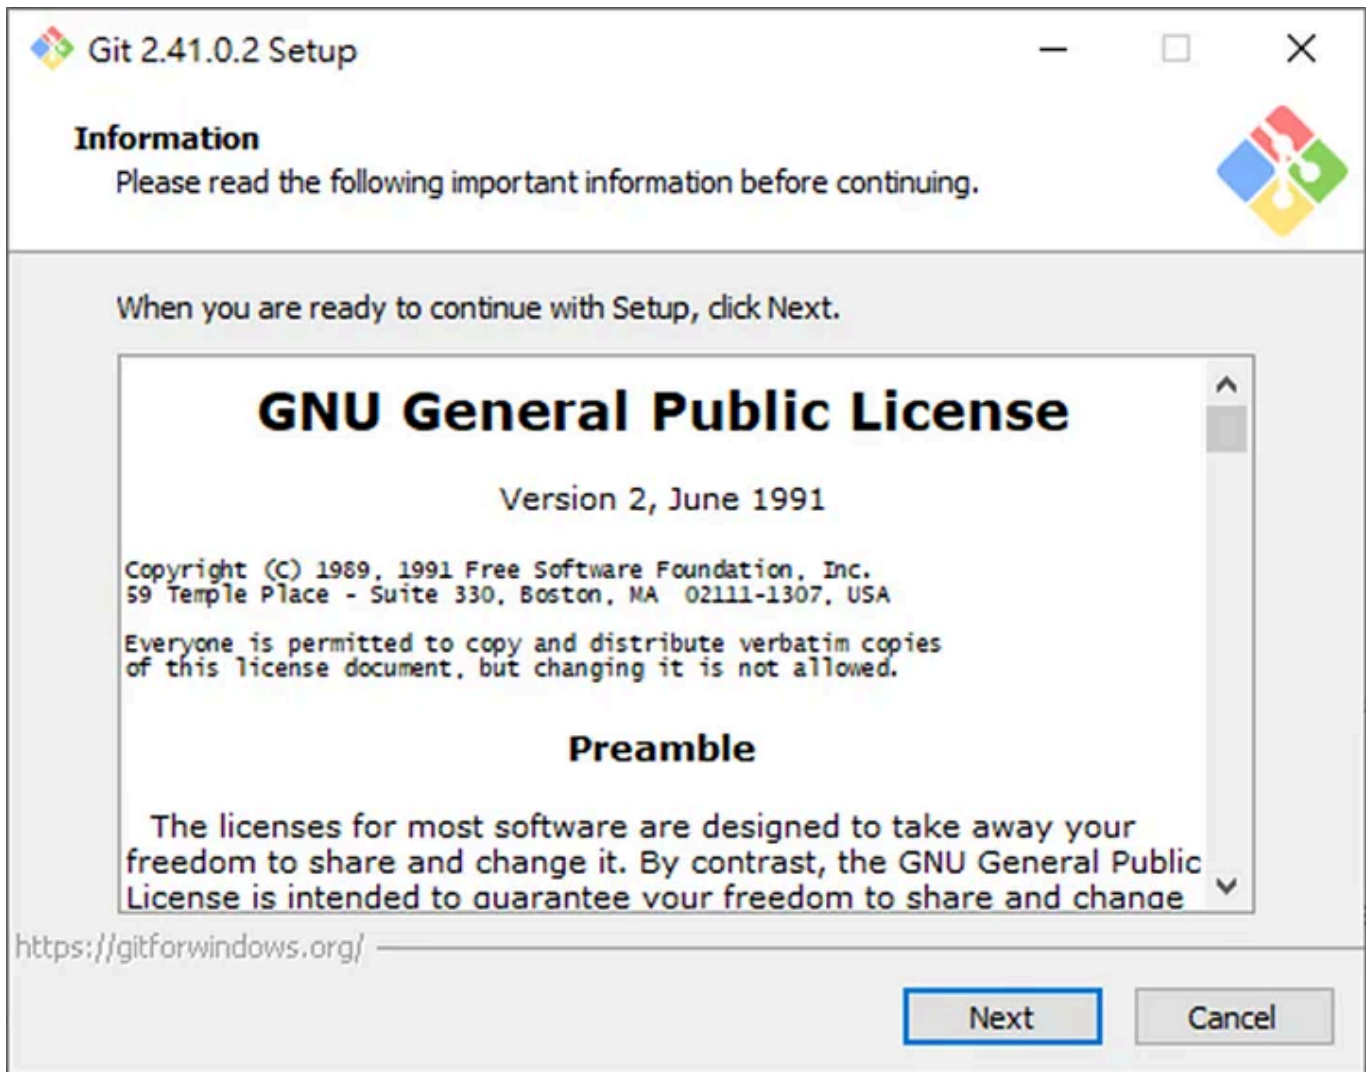 Git 2.41.0.2 Setup
Information
Please read the following important information before continuing.
When you are ready to continue with Setup, click Next.
GNU General Public License
Version 2, June 1991
Copyright (C) 1989, 1991 Free Software Foundation, Inc.
59 Temple Place - Suite 330, Boston, MA  02111-1307, USA
Everyone is permitted to copy and distribute verbatim copies
of this license document, but changing it is not allowed.
Preamble
The licenses for most software are designed to take away your
freedom to share and change it. By contrast, the GNU General Public
License is intended to guarantee your freedom to share and change
https://gitforwindows.org/
Next
Cancel